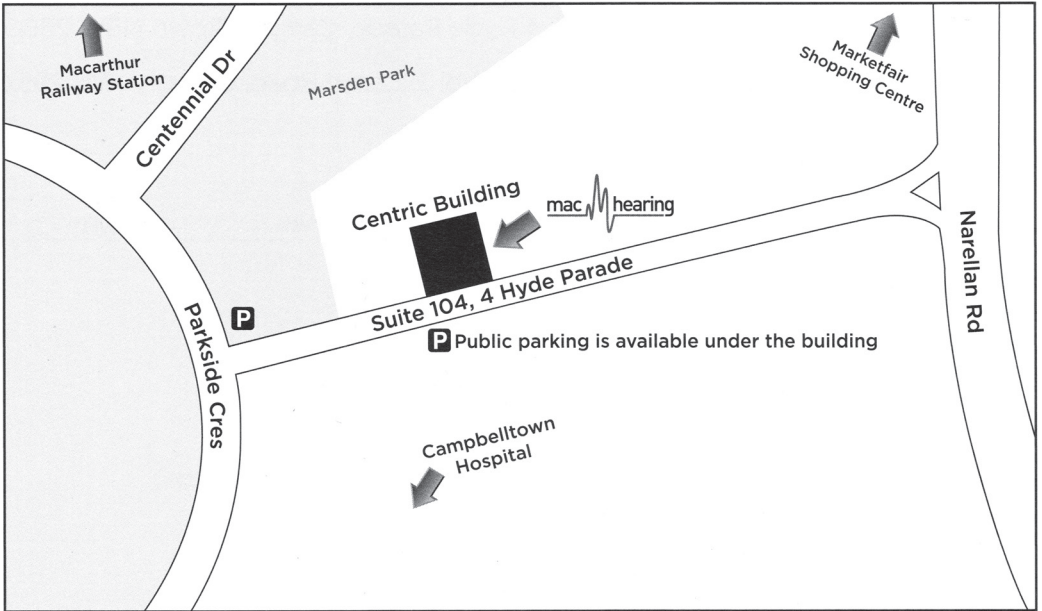 Macarthur
Railway Station
Centennial Dr
Marsden Park
Marketfair
Shopping Centre
Centric Building
mac hearing
Suite 104, 4 Hyde Parade
Narellan Rd
P
Parkside Cres
P Public parking is available under the building
Campbelltown
Hospital